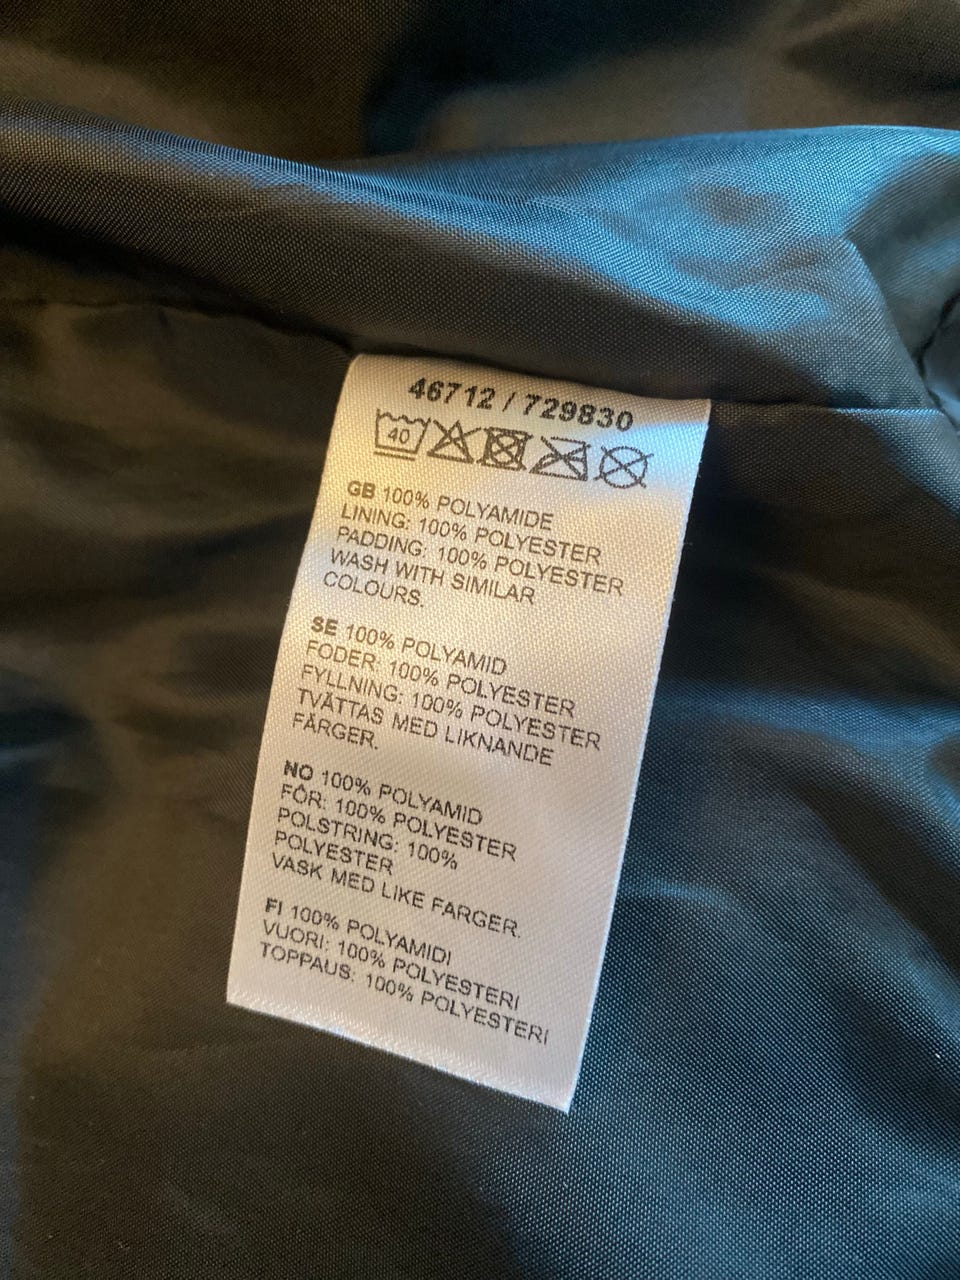 46712 / 729830
40
GB 100% POLYAMIDE
LINING: 100% POLYESTER
PADDING: 100% POLYESTER
WASH WITH SIMILAR
COLOURS.
SE 100% POLYAMID
FODER: 100% POLYESTER
FYLLNING: 100% POLYESTER
TVÄTTAS MED LIKNANDE
FÄRGER.
NO 100% POLYAMID
FÔR: 100% POLYESTER
POLSTRING: 100%
POLYESTER
VASK MED LIKE FARGER.
FI 100% POLYAMIDI
VUORI: 100% POLYESTERI
TOPPAUS: 100% POLYESTERI